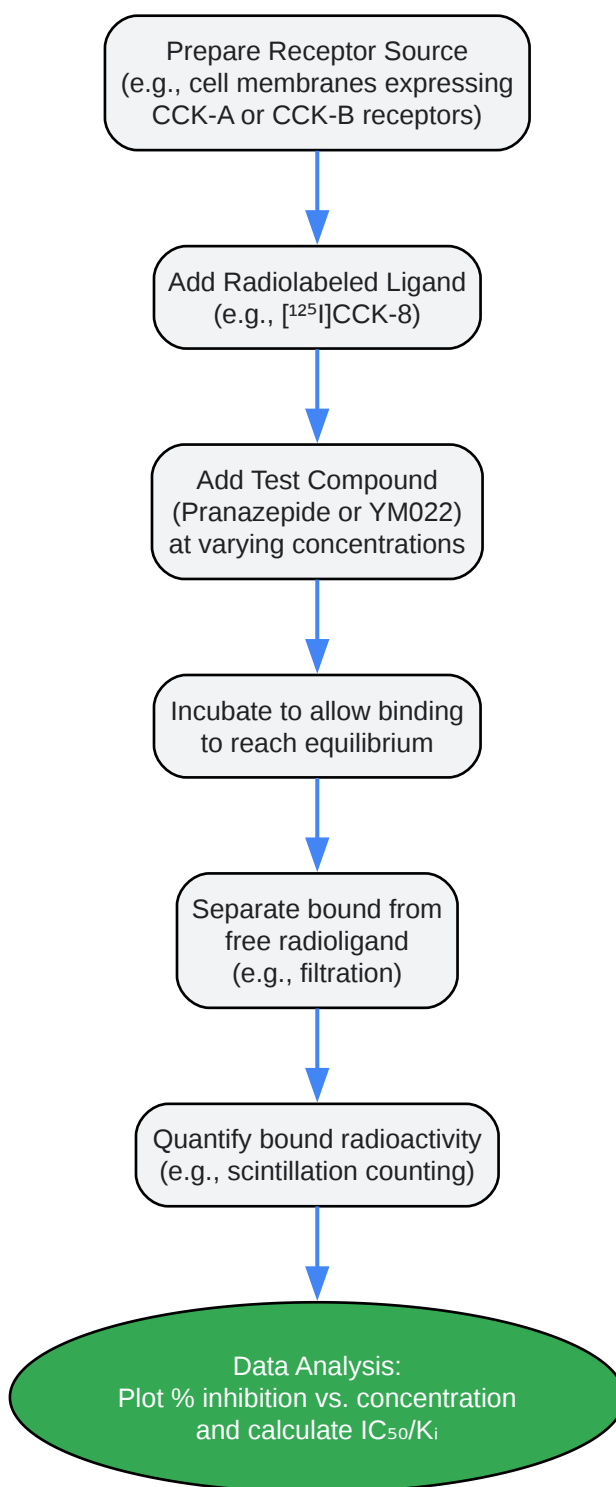 Prepare Receptor Source
(e.g., cell membranes expressing
CCK-A or CCK-B receptors)
Add Radiolabeled Ligand
(e.g., [¹²⁵I]CCK-8)
Add Test Compound
(Pranazepide or YM022)
at varying concentrations
Incubate to allow binding
to reach equilibrium
Separate bound from
free radioligand
(e.g., filtration)
Quantify bound radioactivity
(e.g., scintillation counting)
Data Analysis:
Plot % inhibition vs. concentration
and calculate IC₅₀/Kᵢ